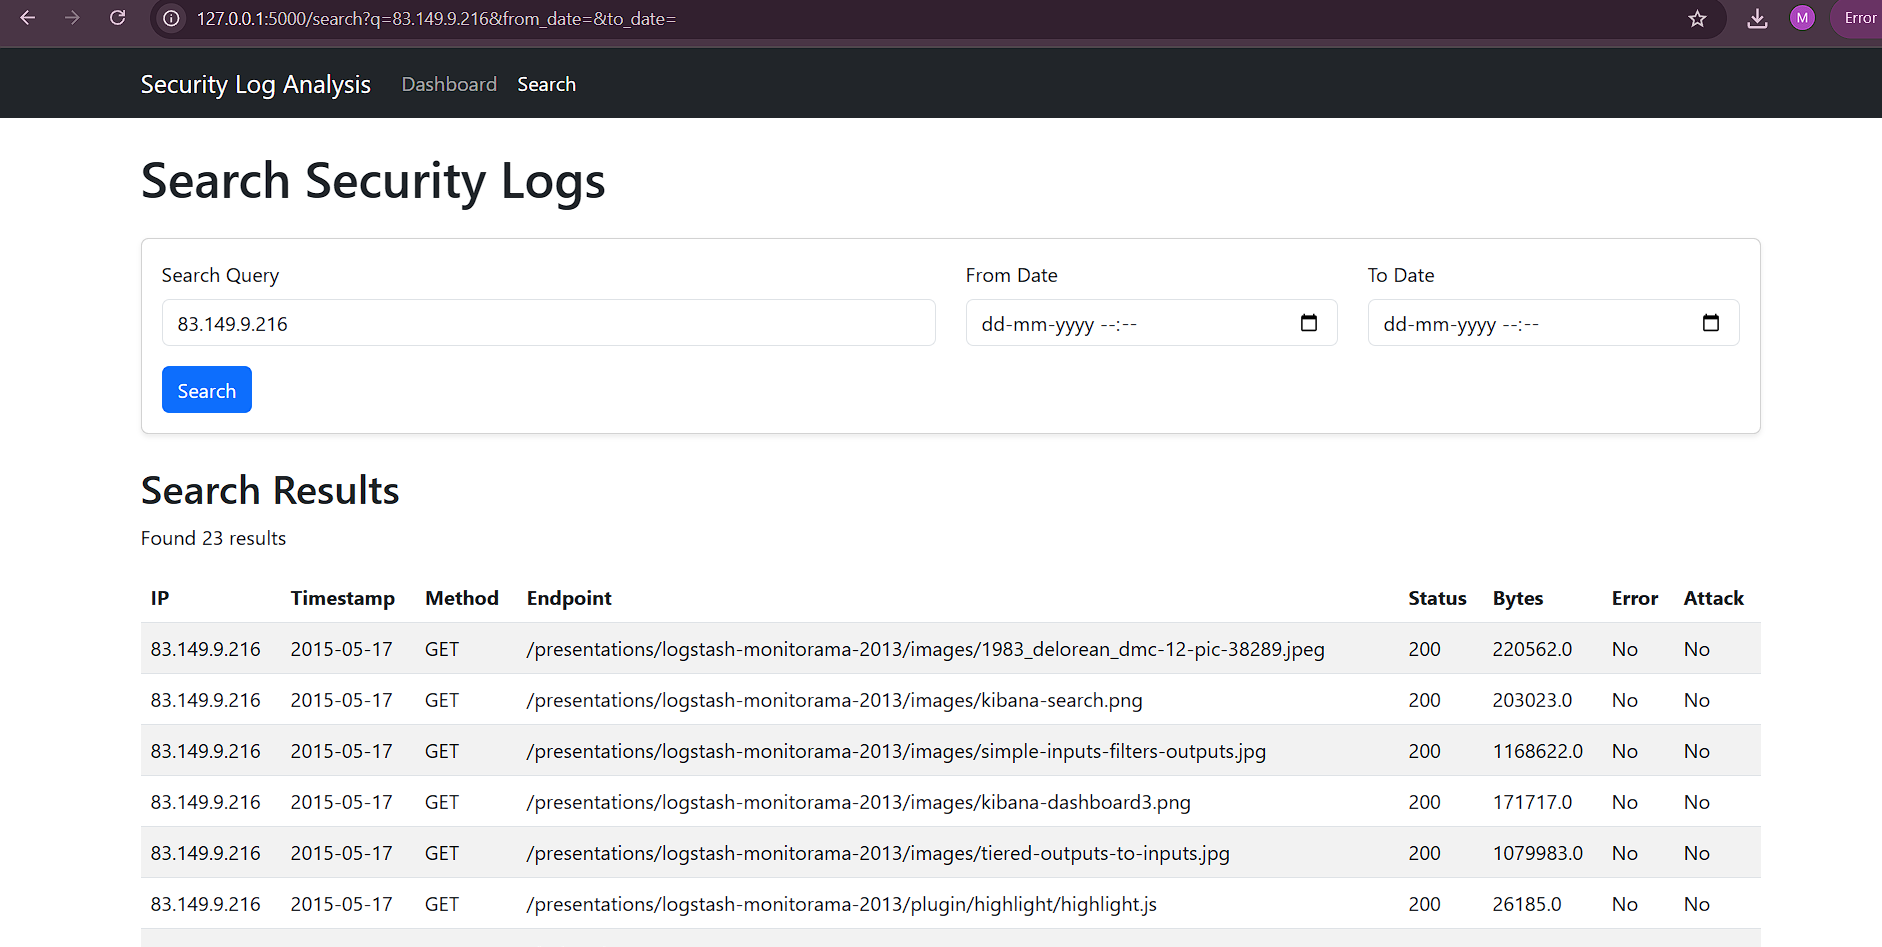 127.0.0.1:5000/search?q=83.149.9.216&from_date=&to_date=
M
Error
Security Log Analysis Dashboard Search
Search Security Logs
Search Query From Date To Date
83.149.9.216 dd-mm-yyyy --:-- dd-mm-yyyy --:--
Search
Search Results
Found 23 results
IP Timestamp Method Endpoint Status Bytes Error Attack
83.149.9.216 2015-05-17 GET /presentations/logstash-monitorama-2013/images/1983_delorean_dmc-12-pic-38289.jpeg 200 220562.0 No No
83.149.9.216 2015-05-17 GET /presentations/logstash-monitorama-2013/images/kibana-search.png 200 203023.0 No No
83.149.9.216 2015-05-17 GET /presentations/logstash-monitorama-2013/images/simple-inputs-filters-outputs.jpg 200 1168622.0 No No
83.149.9.216 2015-05-17 GET /presentations/logstash-monitorama-2013/images/kibana-dashboard3.png 200 171717.0 No No
83.149.9.216 2015-05-17 GET /presentations/logstash-monitorama-2013/images/tiered-outputs-to-inputs.jpg 200 1079983.0 No No
83.149.9.216 2015-05-17 GET /presentations/logstash-monitorama-2013/plugin/highlight/highlight.js 200 26185.0 No No